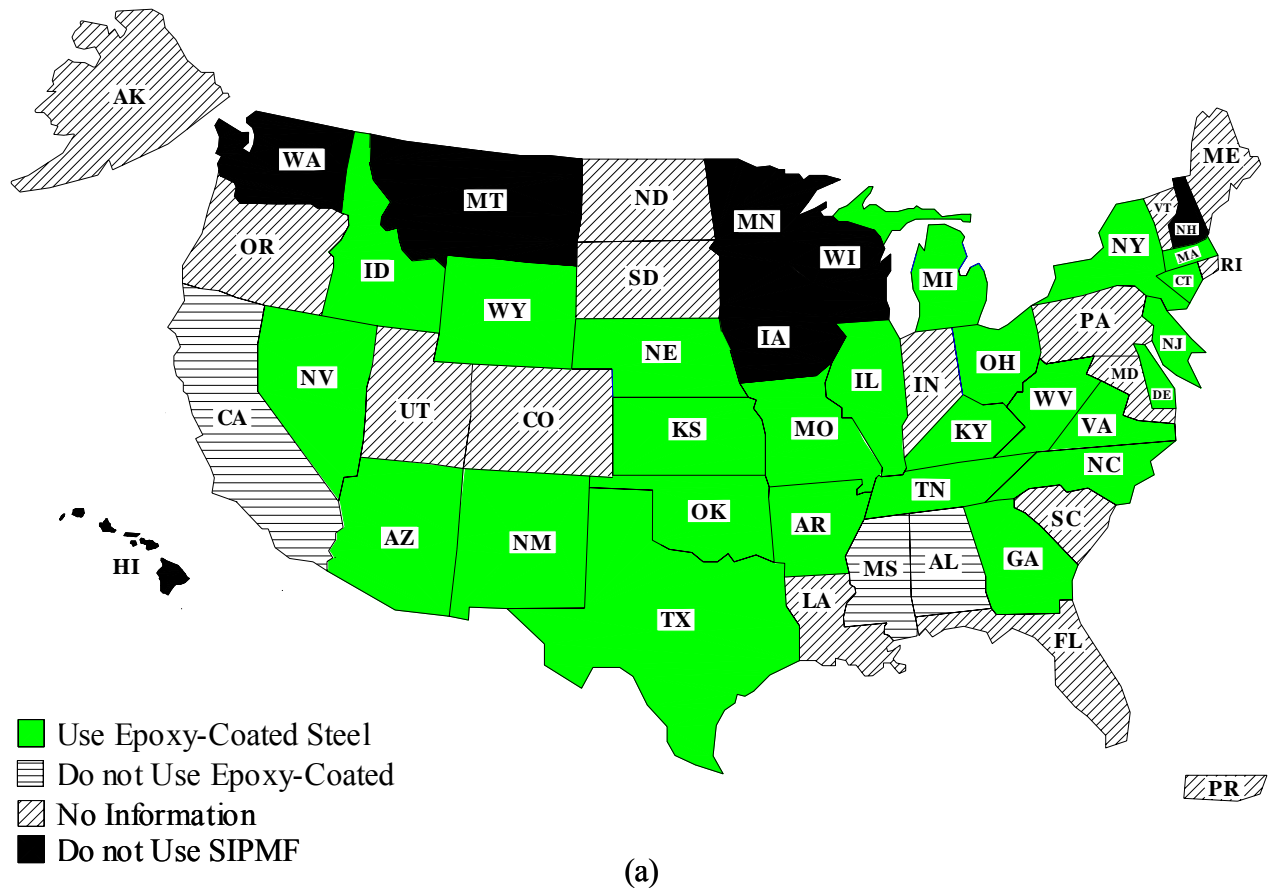 AK
WA
MT
ND
MN
ME
VT
NH
OR
ID
WI
NY
MA
CT
RI
SD
MI
WY
PA
NE
IA
OH
NJ
NV
IL
IN
MD
DE
UT
CO
WV
CA
KS
MO
KY
VA
NC
TN
OK
AR
SC
AZ
NM
MS
AL
GA
HI
LA
TX
FL
Use Epoxy-Coated Steel
Do not Use Epoxy-Coated
No Information
Do not Use SIPMF
PR
(a)